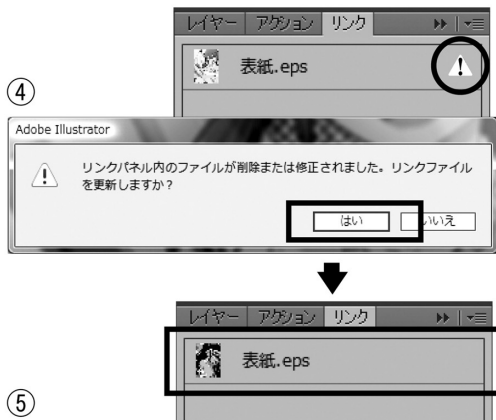 レイヤー アクション リンク
表紙.eps
④
Adobe Illustrator
リンクパネル内のファイルが削除または修正されました。リンクファイル
を更新しますか？
はい いいえ
レイヤー アクション リンク
表紙.eps
⑤